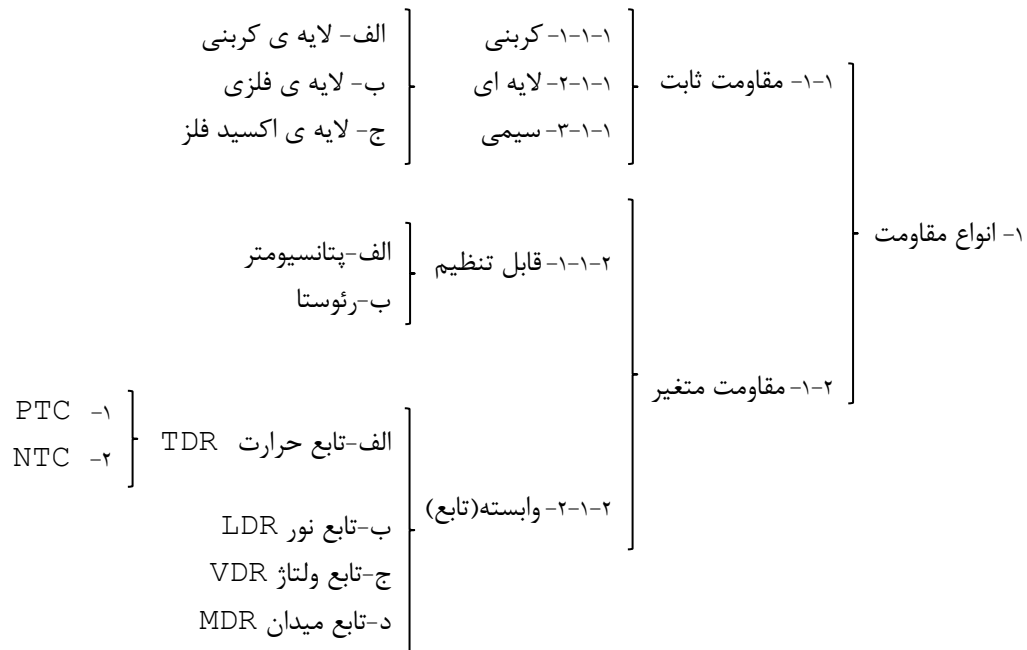 ۱- انواع مقاومت
۱-۱- مقاومت ثابت
۱-۱-۱- کربنی
۲-۱-۱- لایه ای
الف- لایه ی کربنی
ب- لایه ی فلزی
ج- لایه ی اکسید فلز
۳-۱-۱- سیمی
۱-۲- مقاومت متغیر
۱-۱-۲- قابل تنظیم
الف-پتانسیومتر
ب-رئوستا
۲-۱-۲- وابسته(تابع)
الف-تابع حرارت TDR
۱- PTC
۲- NTC
ب-تابع نور LDR
ج-تابع ولتاژ VDR
د-تابع میدان MDR